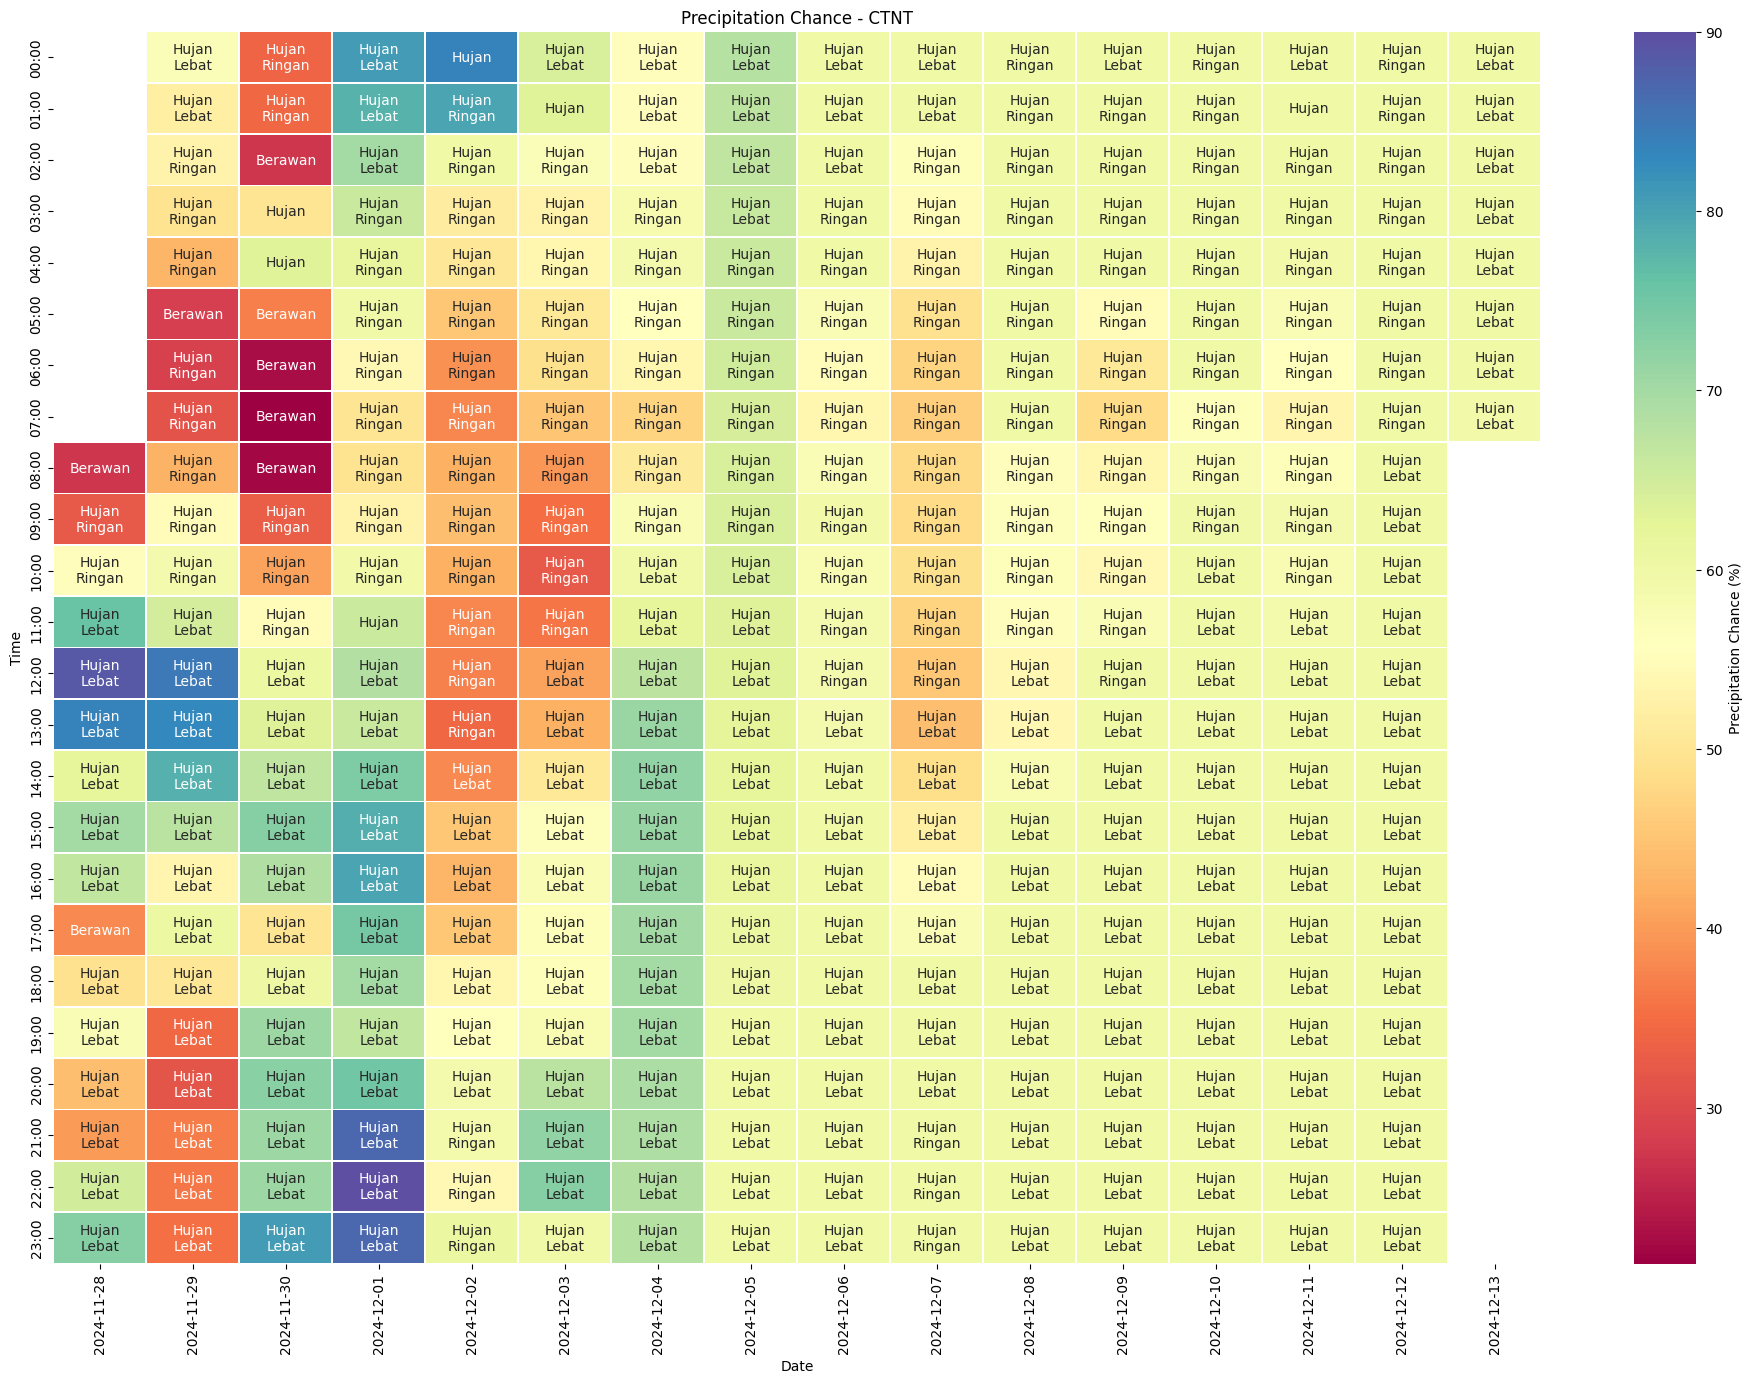 Precipitation Chance - CTNT
00:00 Hujan Lebat Hujan Ringan Hujan Lebat Hujan Hujan Lebat Hujan Lebat Hujan Lebat Hujan Lebat Hujan Lebat Hujan Ringan Hujan Lebat Hujan Ringan Hujan Lebat Hujan Ringan Hujan Lebat
01:00 Hujan Lebat Hujan Ringan Hujan Lebat Hujan Ringan Hujan Hujan Lebat Hujan Lebat Hujan Lebat Hujan Lebat Hujan Ringan Hujan Ringan Hujan Ringan Hujan Hujan Ringan Hujan Lebat
02:00 Hujan Ringan Berawan Hujan Lebat Hujan Ringan Hujan Ringan Hujan Lebat Hujan Lebat Hujan Lebat Hujan Ringan Hujan Ringan Hujan Ringan Hujan Ringan Hujan Ringan Hujan Ringan Hujan Lebat
03:00 Hujan Ringan Hujan Hujan Ringan Hujan Ringan Hujan Ringan Hujan Ringan Hujan Lebat Hujan Ringan Hujan Ringan Hujan Ringan Hujan Ringan Hujan Ringan Hujan Ringan Hujan Ringan Hujan Lebat
04:00 Hujan Ringan Hujan Hujan Ringan Hujan Ringan Hujan Ringan Hujan Ringan Hujan Ringan Hujan Ringan Hujan Ringan Hujan Ringan Hujan Ringan Hujan Ringan Hujan Ringan Hujan Ringan Hujan Lebat
05:00 Berawan Berawan Hujan Ringan Hujan Ringan Hujan Ringan Hujan Ringan Hujan Ringan Hujan Ringan Hujan Ringan Hujan Ringan Hujan Ringan Hujan Ringan Hujan Ringan Hujan Ringan Hujan Lebat
06:00 Hujan Ringan Berawan Hujan Ringan Hujan Ringan Hujan Ringan Hujan Ringan Hujan Ringan Hujan Ringan Hujan Ringan Hujan Ringan Hujan Ringan Hujan Ringan Hujan Ringan Hujan Ringan Hujan Lebat
07:00 Hujan Ringan Berawan Hujan Ringan Hujan Ringan Hujan Ringan Hujan Ringan Hujan Ringan Hujan Ringan Hujan Ringan Hujan Ringan Hujan Ringan Hujan Ringan Hujan Ringan Hujan Ringan Hujan Lebat
08:00 Berawan Hujan Ringan Berawan Hujan Ringan Hujan Ringan Hujan Ringan Hujan Ringan Hujan Ringan Hujan Ringan Hujan Ringan Hujan Ringan Hujan Ringan Hujan Ringan Hujan Ringan Hujan Lebat
09:00 Hujan Ringan Hujan Ringan Hujan Ringan Hujan Ringan Hujan Ringan Hujan Ringan Hujan Ringan Hujan Ringan Hujan Ringan Hujan Ringan Hujan Ringan Hujan Ringan Hujan Ringan Hujan Ringan Hujan Lebat
10:00 Hujan Ringan Hujan Ringan Hujan Ringan Hujan Ringan Hujan Ringan Hujan Ringan Hujan Lebat Hujan Lebat Hujan Ringan Hujan Ringan Hujan Ringan Hujan Ringan Hujan Lebat Hujan Ringan Hujan Lebat
11:00 Hujan Lebat Hujan Lebat Hujan Ringan Hujan Hujan Ringan Hujan Ringan Hujan Lebat Hujan Lebat Hujan Ringan Hujan Ringan Hujan Ringan Hujan Ringan Hujan Lebat Hujan Lebat Hujan Lebat
12:00 Hujan Lebat Hujan Lebat Hujan Lebat Hujan Lebat Hujan Ringan Hujan Lebat Hujan Lebat Hujan Lebat Hujan Ringan Hujan Ringan Hujan Lebat Hujan Ringan Hujan Lebat Hujan Lebat Hujan Lebat
13:00 Hujan Lebat Hujan Lebat Hujan Lebat Hujan Lebat Hujan Ringan Hujan Lebat Hujan Lebat Hujan Lebat Hujan Lebat Hujan Lebat Hujan Lebat Hujan Lebat Hujan Lebat Hujan Lebat Hujan Lebat
14:00 Hujan Lebat Hujan Lebat Hujan Lebat Hujan Lebat Hujan Lebat Hujan Lebat Hujan Lebat Hujan Lebat Hujan Lebat Hujan Lebat Hujan Lebat Hujan Lebat Hujan Lebat Hujan Lebat Hujan Lebat
15:00 Hujan Lebat Hujan Lebat Hujan Lebat Hujan Lebat Hujan Lebat Hujan Lebat Hujan Lebat Hujan Lebat Hujan Lebat Hujan Lebat Hujan Lebat Hujan Lebat Hujan Lebat Hujan Lebat Hujan Lebat
16:00 Hujan Lebat Hujan Lebat Hujan Lebat Hujan Lebat Hujan Lebat Hujan Lebat Hujan Lebat Hujan Lebat Hujan Lebat Hujan Lebat Hujan Lebat Hujan Lebat Hujan Lebat Hujan Lebat Hujan Lebat
17:00 Berawan Hujan Lebat Hujan Lebat Hujan Lebat Hujan Lebat Hujan Lebat Hujan Lebat Hujan Lebat Hujan Lebat Hujan Lebat Hujan Lebat Hujan Lebat Hujan Lebat Hujan Lebat Hujan Lebat
18:00 Hujan Lebat Hujan Lebat Hujan Lebat Hujan Lebat Hujan Lebat Hujan Lebat Hujan Lebat Hujan Lebat Hujan Lebat Hujan Lebat Hujan Lebat Hujan Lebat Hujan Lebat Hujan Lebat Hujan Lebat
19:00 Hujan Lebat Hujan Lebat Hujan Lebat Hujan Lebat Hujan Lebat Hujan Lebat Hujan Lebat Hujan Lebat Hujan Lebat Hujan Lebat Hujan Lebat Hujan Lebat Hujan Lebat Hujan Lebat Hujan Lebat
20:00 Hujan Lebat Hujan Lebat Hujan Lebat Hujan Lebat Hujan Lebat Hujan Lebat Hujan Lebat Hujan Lebat Hujan Lebat Hujan Lebat Hujan Lebat Hujan Lebat Hujan Lebat Hujan Lebat Hujan Lebat
21:00 Hujan Lebat Hujan Lebat Hujan Lebat Hujan Lebat Hujan Ringan Hujan Lebat Hujan Lebat Hujan Lebat Hujan Lebat Hujan Ringan Hujan Lebat Hujan Lebat Hujan Lebat Hujan Lebat Hujan Lebat
22:00 Hujan Lebat Hujan Lebat Hujan Lebat Hujan Lebat Hujan Ringan Hujan Lebat Hujan Lebat Hujan Lebat Hujan Lebat Hujan Ringan Hujan Lebat Hujan Lebat Hujan Lebat Hujan Lebat Hujan Lebat
23:00 Hujan Lebat Hujan Lebat Hujan Lebat Hujan Lebat Hujan Ringan Hujan Lebat Hujan Lebat Hujan Lebat Hujan Lebat Hujan Ringan Hujan Lebat Hujan Lebat Hujan Lebat Hujan Lebat Hujan Lebat
Time
2024-11-28 2024-11-29 2024-11-30 2024-12-01 2024-12-02 2024-12-03 2024-12-04 2024-12-05 2024-12-06 2024-12-07 2024-12-08 2024-12-09 2024-12-10 2024-12-11 2024-12-12 2024-12-13
Date
90
80
70
60
50
40
30
Precipitation Chance (%)